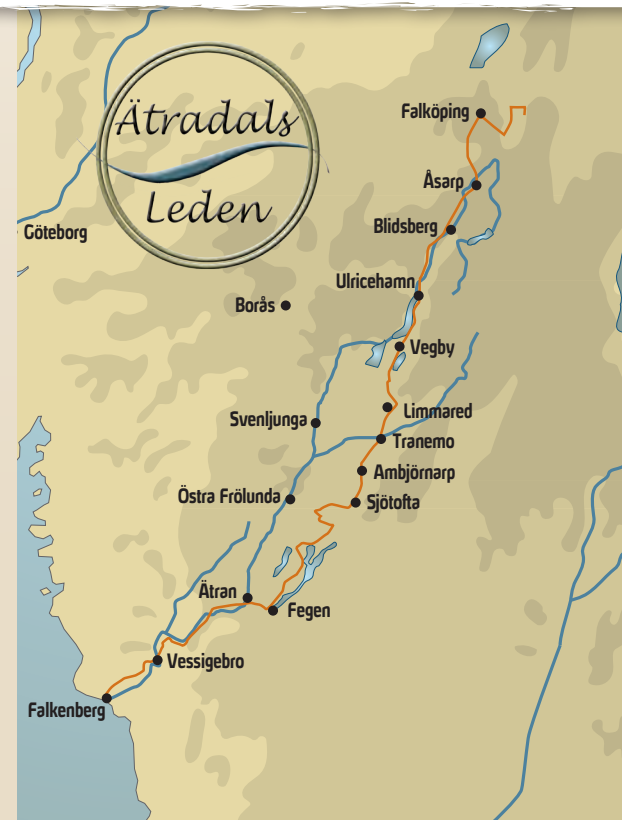 Ätradals
Leden
Falköping
Åsarp
Göteborg
Blidsberg
Ulricehamn
Borås
Vegby
Limmared
Svenljunga
Tranemo
Ambjörnarp
Östra Frölunda
Sjötofta
Ätran
Fegen
Vessigebro
Falkenberg